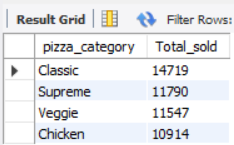 Result Grid Filter Rows:
pizza_category Total_sold
Classic 14719
Supreme 11790
Veggie 11547
Chicken 10914